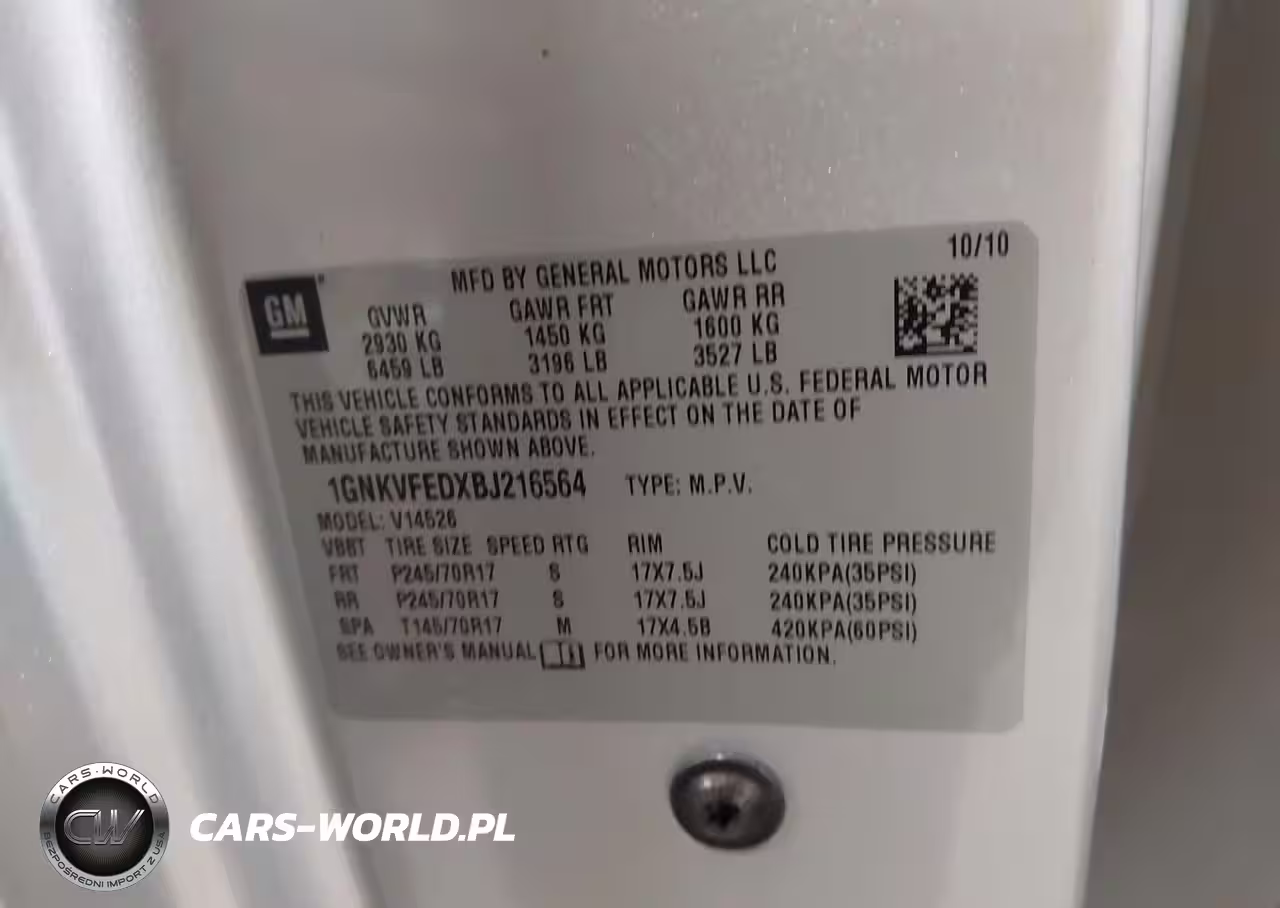 10/10
MFD BY GENERAL MOTORS LLC
GM
GVWR GAWR FRT GAWR RR
2930 KG 1450 KG 1600 KG
6459 LB 3196 LB 3527 LB
THIS VEHICLE CONFORMS TO ALL APPLICABLE U.S. FEDERAL MOTOR
VEHICLE SAFETY STANDARDS IN EFFECT ON THE DATE OF
MANUFACTURE SHOWN ABOVE.
1GNKVFEDXBJ216564 TYPE: M.P.V.
MODEL: V14526
VBBT TIRE SIZE SPEED RTG RIM COLD TIRE PRESSURE
FRT P245/70R17 S 17X7.5J 240KPA(35PSI)
RR P245/70R17 S 17X7.5J 240KPA(35PSI)
SPA T145/70R17 M 17X4.5B 420KPA(60PSI)
SEE OWNER'S MANUAL FOR MORE INFORMATION.
CARS-WORLD
CW
BEZPOŚREDNI IMPORT Z USA
CARS-WORLD.PL